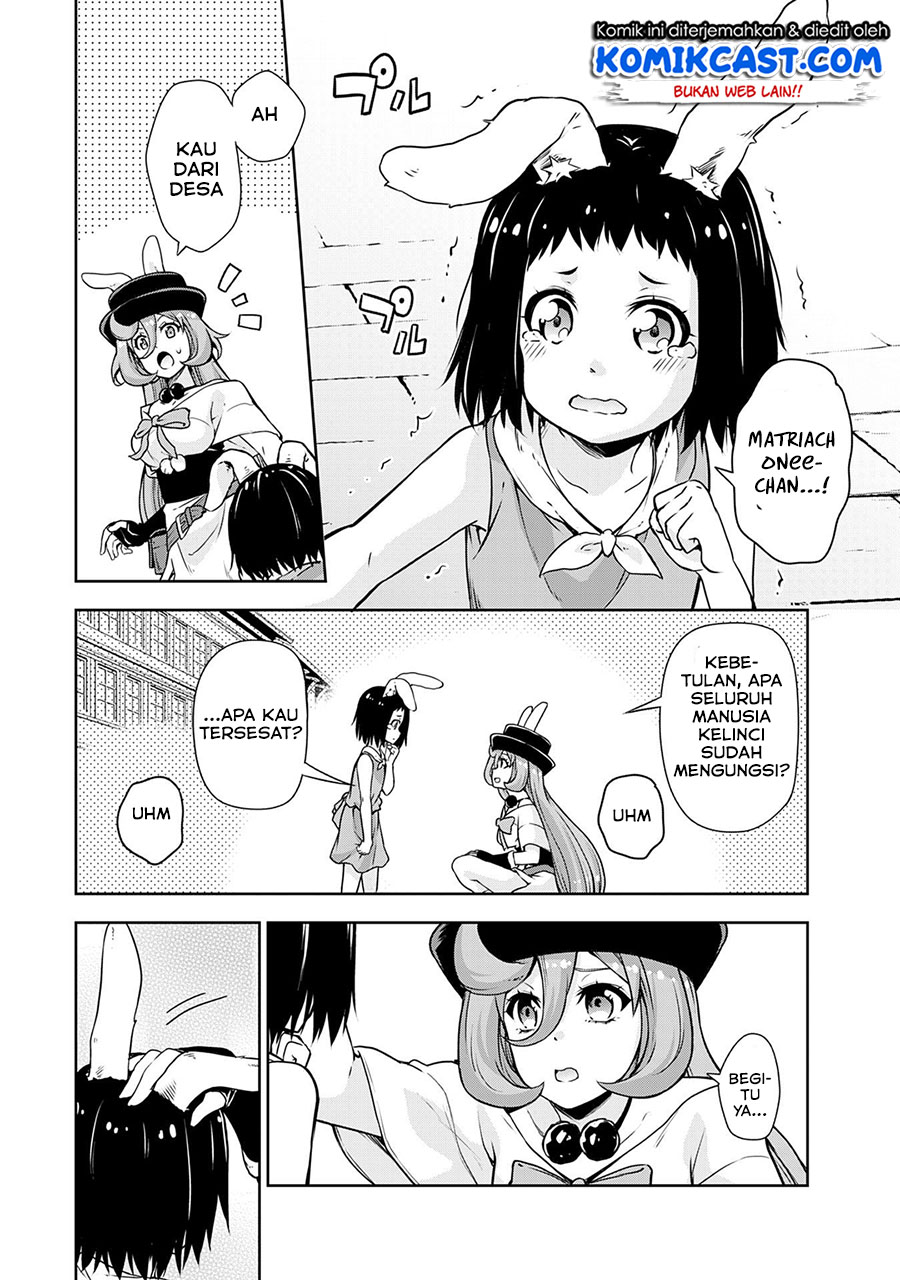 Komik ini diterjemahkan & diedit oleh
KOMIKCAST.COM
BUKAN WEB LAIN!!
プル
プル
MATRIACH
ONEE-
CHAN...!
AH
KAU
DARI
DESA
KEBE-
TULAN, APA
SELURUH
MANUSIA
KELINCI
SUDAH
MENGUNGSI?
UHM
...APA KAU
TERSESAT?
UHM
BEGI-
TU
YA...